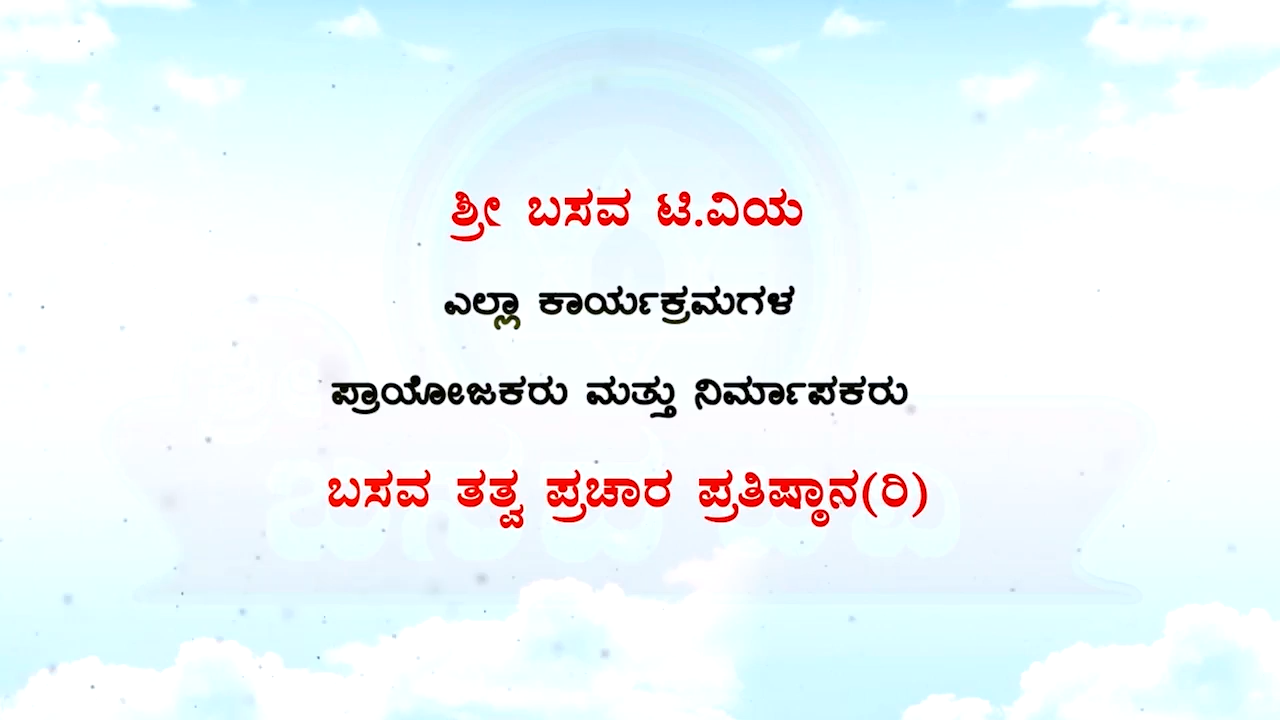 ಶ್ರೀ ಬಸವ ಟಿ.ವಿಯ
ಎಲ್ಲಾ ಕಾರ್ಯಕ್ರಮಗಳ
ಪ್ರಾಯೋಜಕರು ಮತ್ತು ನಿರ್ಮಾಪಕರು
ಬಸವ ತತ್ವ ಪ್ರಚಾರ ಪ್ರತಿಷ್ಠಾನ(ರಿ)